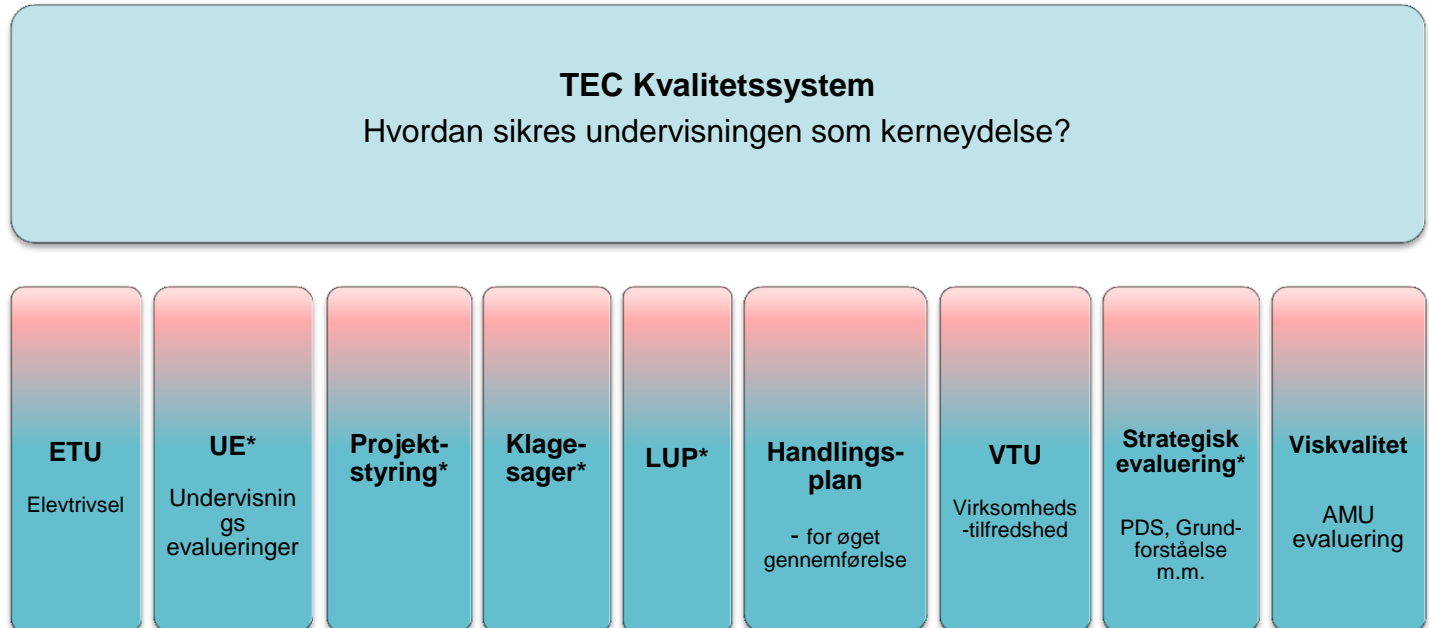 TEC Kvalitetssystem
Hvordan sikres undervisningen som kerneydelse?
ETU
Elevtrivsel
UE*
Undervisnin
gs
evalueringer
Projekt-
styring*
Klage-
sager*
LUP*
Handlings-
plan
- for øget
gennemførelse
VTU
Virksomheds
-tilfredshed
Strategisk
evaluering*
PDS, Grund-
forståelse
m.m.
Viskvalitet
AMU
evaluering